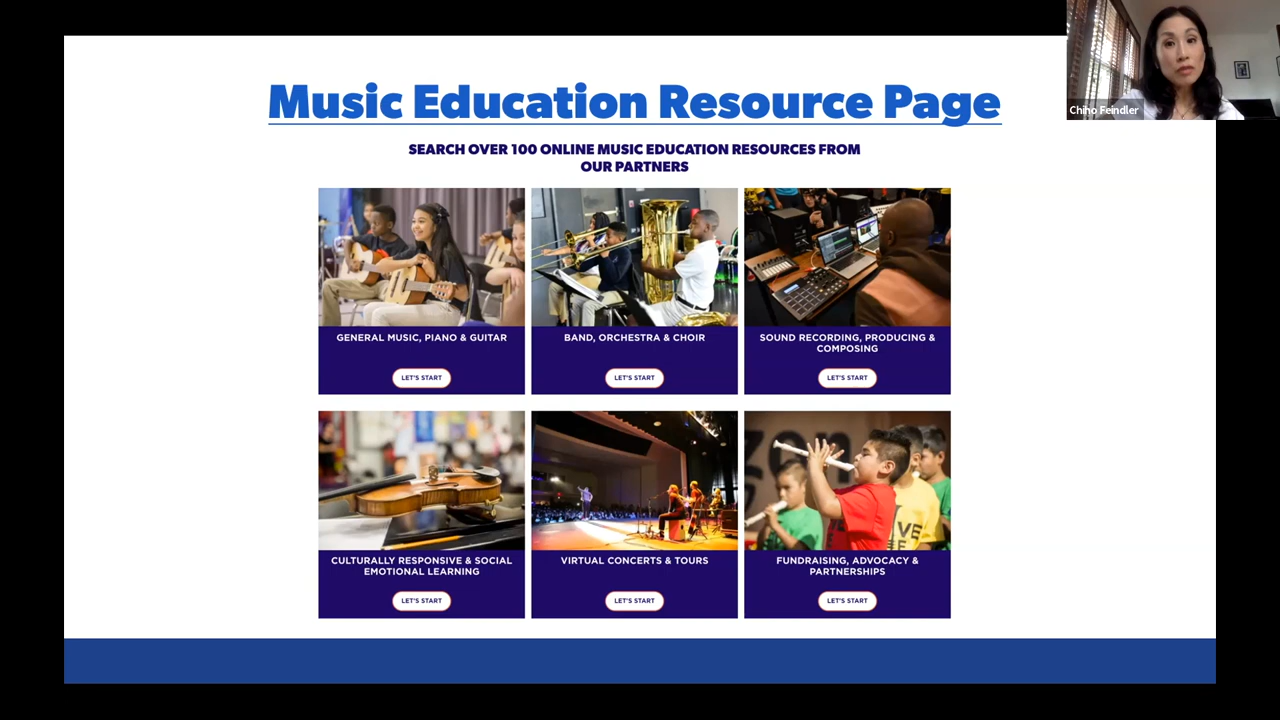 Music Education Resource Page
Chiho Feindler
SEARCH OVER 100 ONLINE MUSIC EDUCATION RESOURCES FROM
OUR PARTNERS
GENERAL MUSIC, PIANO & GUITAR
LET'S START
BAND, ORCHESTRA & CHOIR
LET'S START
SOUND RECORDING, PRODUCING &
COMPOSING
LET'S START
CULTURALLY RESPONSIVE & SOCIAL
EMOTIONAL LEARNING
LET'S START
VIRTUAL CONCERTS & TOURS
LET'S START
FUNDRAISING, ADVOCACY &
PARTNERSHIPS
LET'S START